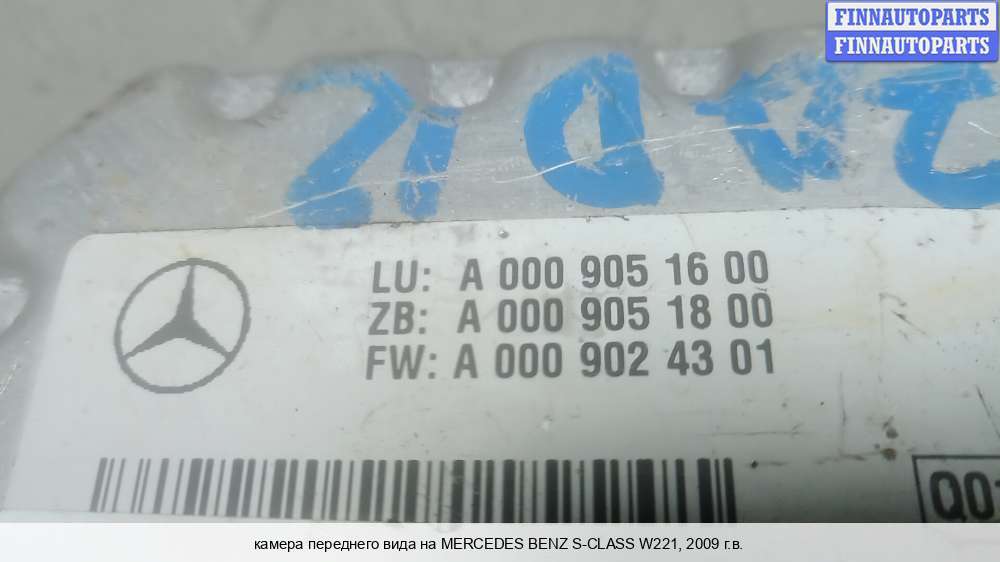 FINNAUTOPARTS
FINNAUTOPARTS
LU: A 000 905 16 00
ZB: A 000 905 18 00
FW: A 000 902 43 01
камера переднего вида на MERCEDES BENZ S-CLASS W221, 2009 г.в.